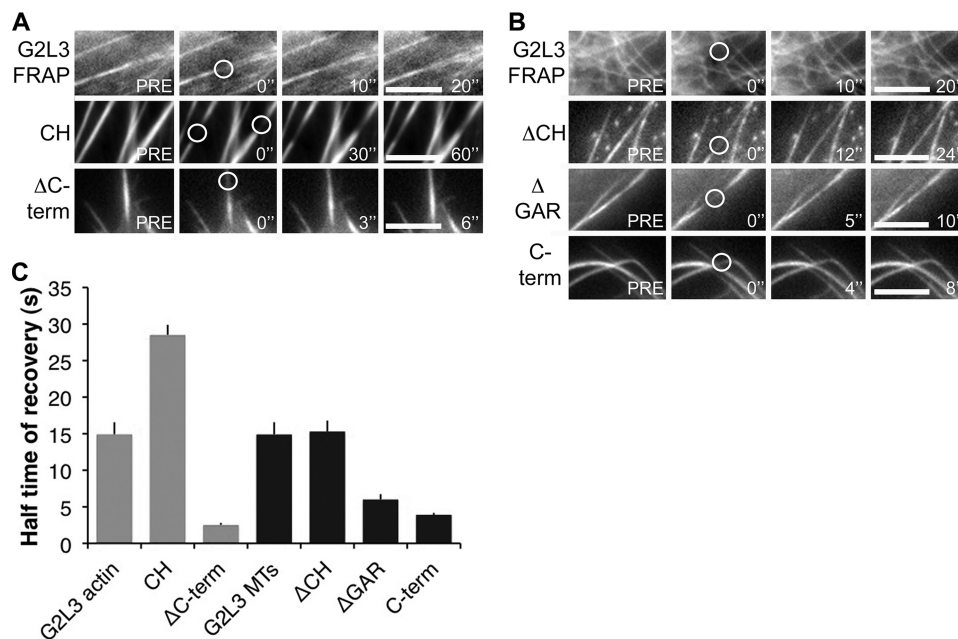 A
G2L3
FRAP
PRE
0’’
10’’
20’’
CH
PRE
0’’
30’’
60’’
ΔC-
term
PRE
0’’
3’’
6’’
B
G2L3
FRAP
PRE
0’’
10’’
20’’
ΔCH
PRE
0’’
12’’
24’’
Δ
GAR
PRE
0’’
5’’
10’’
C-
term
PRE
0’’
4’’
8’’
C
Half time of recovery (s)
35
30
25
20
15
10
5
0
G2L3 actin
CH
ΔC-term
G2L3 MTs
ΔCH
ΔGAR
C-term